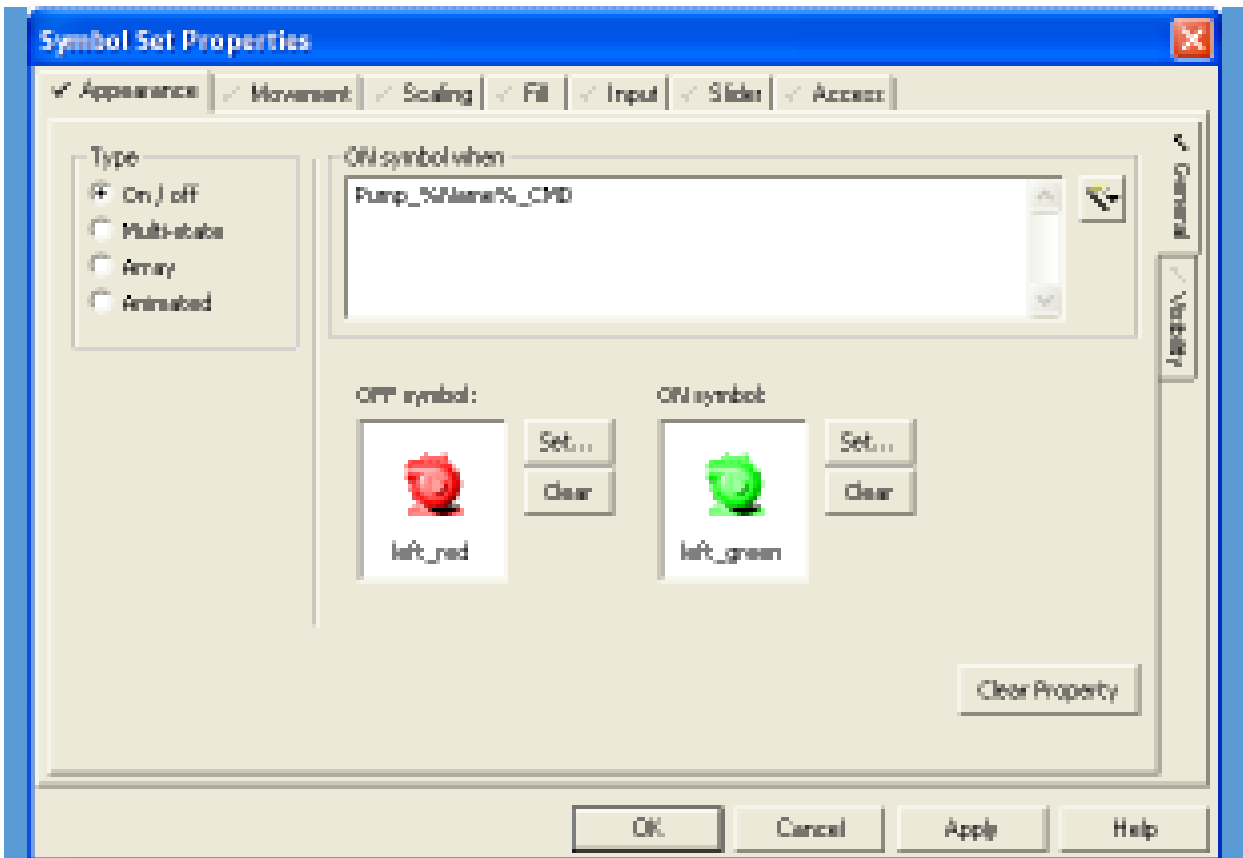 Symbol Set Properties
Appearance Movement Scaling Fill Input Slider Access
Type
On / off
Multi-state
Array
Animated
ON symbol when
Pump_%Name%_CMD
General
Visibility
OFF symbol:
Set...
Clear
left_red
ON symbol:
Set...
Clear
left_green
Clear Property
OK Cancel Apply Help